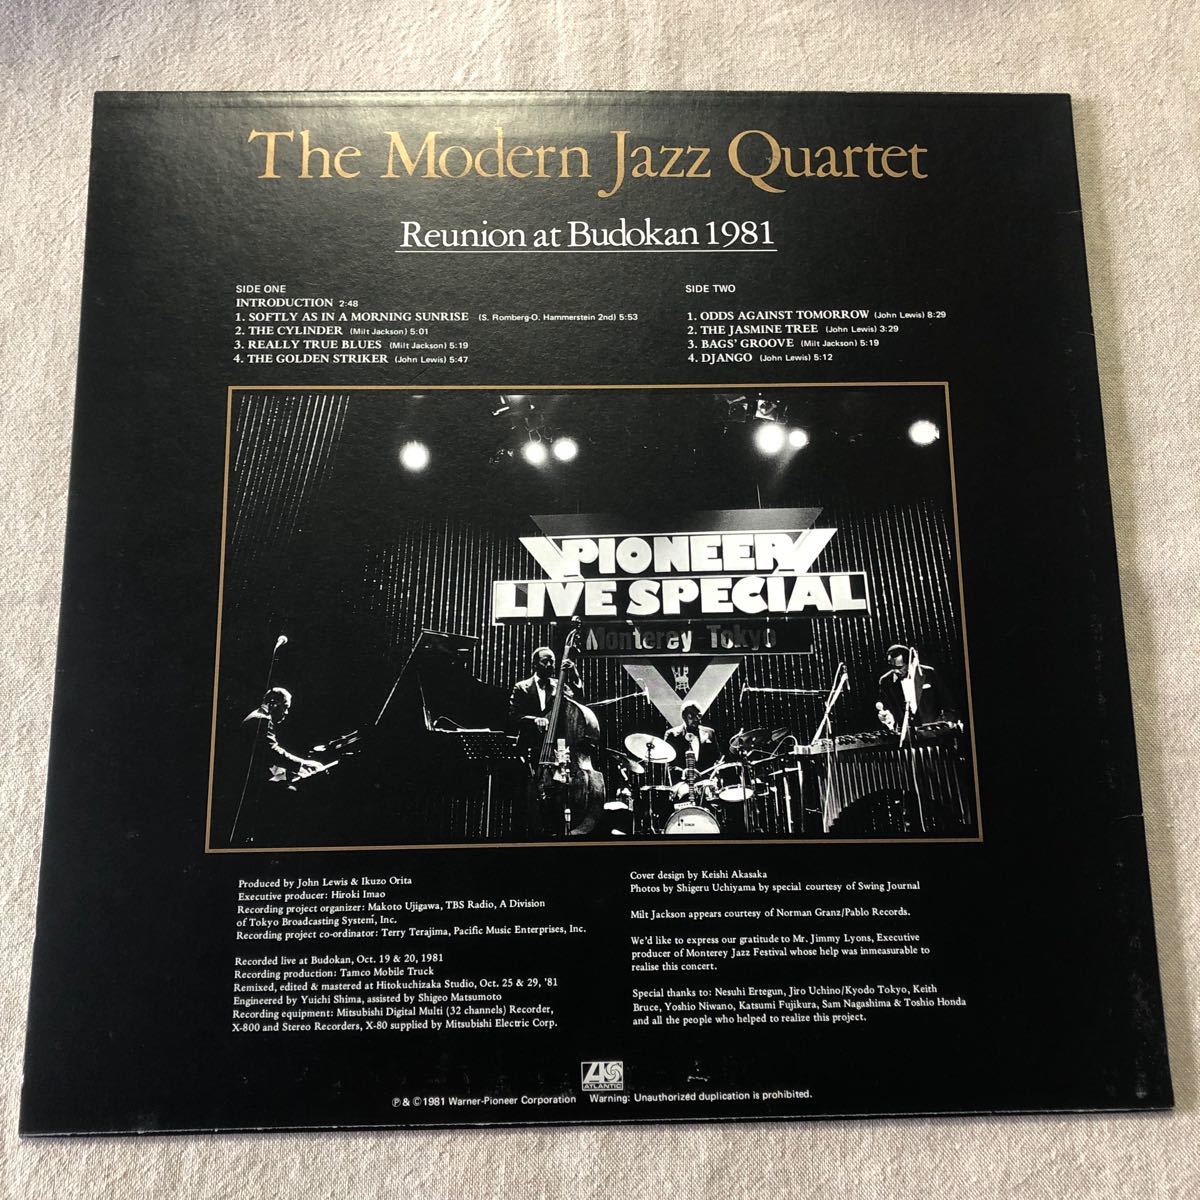 The Modern Jazz Quartet
Reunion at Budokan 1981
SIDE ONE
INTRODUCTION 2:48
1. SOFTLY AS IN A MORNING SUNRISE (S. Romberg-O. Hammerstein 2nd) 5:53
2. THE CYLINDER (Milt Jackson) 5:01
3. REALLY TRUE BLUES (Milt Jackson) 5:19
4. THE GOLDEN STRIKER (John Lewis) 5:47
SIDE TWO
1. ODDS AGAINST TOMORROW (John Lewis) 8:29
2. THE JASMINE TREE (John Lewis) 3:29
3. BAGS' GROOVE (Milt Jackson) 5:19
4. DJANGO (John Lewis) 5:12
PIONEER
LIVE SPECIAL
Monterey Tokyo
Produced by John Lewis & Ikuzo Orita
Executive producer: Hiroki Imao
Recording project organizer: Makoto Ujigawa, TBS Radio, A Division
of Tokyo Broadcasting System, Inc.
Recording project co-ordinator: Terry Terajima, Pacific Music Enterprises, Inc.
Recorded live at Budokan, Oct. 19 & 20, 1981
Recording production: Tamco Mobile Truck
Remixed, edited & mastered at Hitokuchizaka Studio, Oct. 25 & 29, '81
Engineered by Yuichi Shima, assisted by Shigeo Matsumoto
Recording equipment: Mitsubishi Digital Multi (32 channels) Recorder,
X-800 and Stereo Recorders, X-80 supplied by Mitsubishi Electric Corp.
Cover design by Keishi Akasaka
Photos by Shigeru Uchiyama by special courtesy of Swing Journal
Milt Jackson appears courtesy of Norman Granz/Pablo Records.
We'd like to express our gratitude to Mr. Jimmy Lyons, Executive
producer of Monterey Jazz Festival whose help was inmeasurable to
realise this concert.
Special thanks to: Nesuhi Ertegun, Jiro Uchino/Kyodo Tokyo, Keith
Bruce, Yoshio Niwano, Katsumi Fujikura, Sam Nagashima & Toshio Honda
and all the people who helped to realize this project.
ATLANTIC
℗ & © 1981 Warner-Pioneer Corporation Warning: Unauthorized duplication is prohibited.